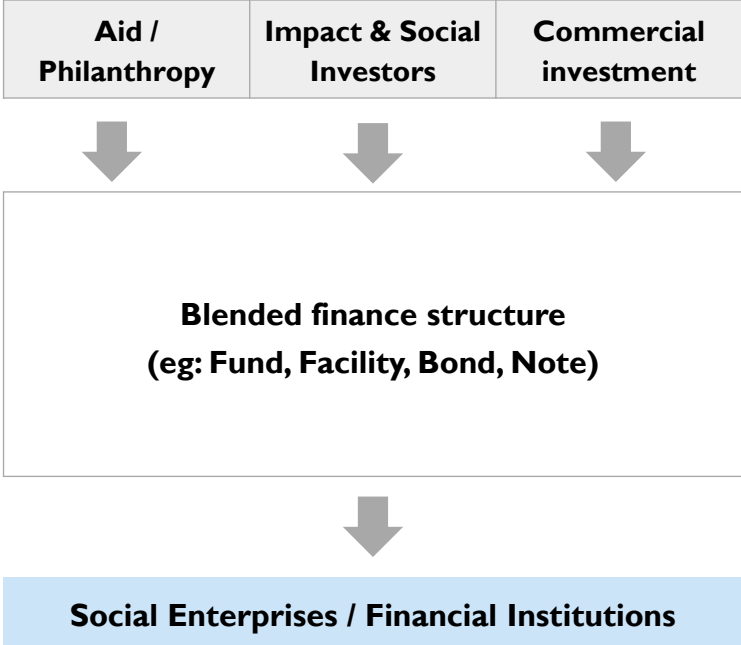 Aid /
Philanthropy
Impact & Social
Investors
Commercial
investment
Blended finance structure
(eg: Fund, Facility, Bond, Note)
Social Enterprises / Financial Institutions